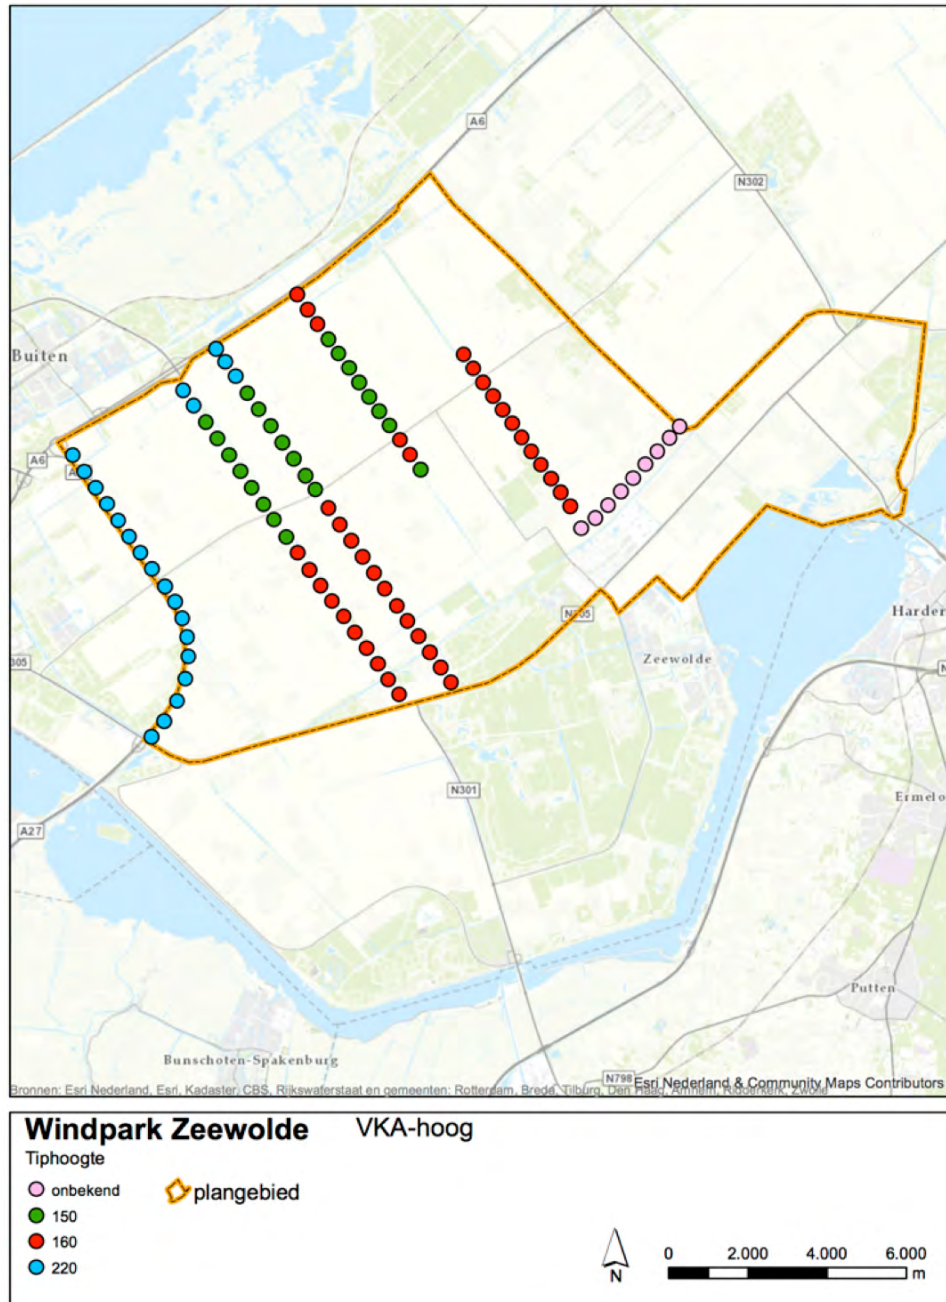 A6
N302
Buiten
A6
N305
Harder
Zeewolde
305
N301
Ermelo
A27
Putten
Bunschoten-Spakenburg
N798
Esri Nederland & Community Maps Contributors
Bronnen: Esri Nederland, Esri, Kadaster, CBS, Rijkswaterstaat en gemeenten: Rotterdam, Breda, Tilburg, Den Haag, Arnhem, Ridderkerk, Zwolle
Windpark Zeewolde VKA-hoog
Tiphoogte
onbekend plangebied
150
160
220
0 2.000 4.000 6.000
m
N